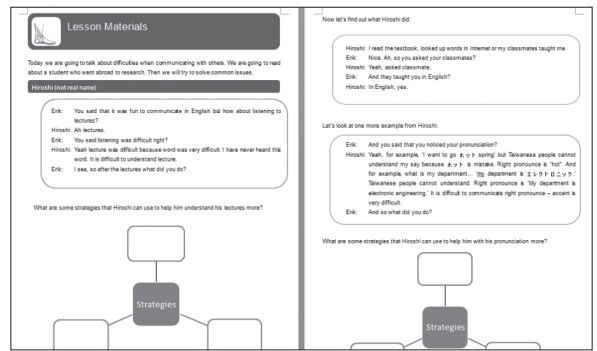 Lesson Materials
Today we are going to talk about difficulties when communicating with others. We are going to read
about a student who went abroad to research. Then we will try to solve common issues.
Hiroshi (not real name)
Erik: You said that it was fun to communicate in English but how about listening to
lectures?
Hiroshi: Ah lectures.
Erik: You said listening was difficult right?
Hiroshi: Yeah lecture was difficult because word was very difficult. I have never heard this
word. It is difficult to understand lecture.
Erik: I see, so after the lectures what did you do?
What are some strategies that Hiroshi can use to help him understand his lectures more?
Strategies
Now let's find out what Hiroshi did:
Hiroshi: I read the textbook, looked up words in Internet or my classmates taught me.
Erik: Nice. Ah, so you asked your classmates?
Hiroshi: Yeah, asked classmate.
Erik: And they taught you in English?
Hiroshi: In English, yes.
Let's look at one more example from Hiroshi:
Erik: And you said that you noticed your pronunciation?
Hiroshi: Yeah, for example, 'I want to go ホット spring' but Taiwanese people cannot
understand my say because ホット is mistake. Right pronounce is "hot". And
for example, what is my department… 'my department is エレクトロニック.'
Taiwanese people cannot understand. Right pronounce is 'My department is
electronic engineering.' It is difficult to communicate right pronounce – accent is
very difficult.
Erik: And so what did you do?
What are some strategies that Hiroshi can use to help him with his pronunciation more?
Strategies